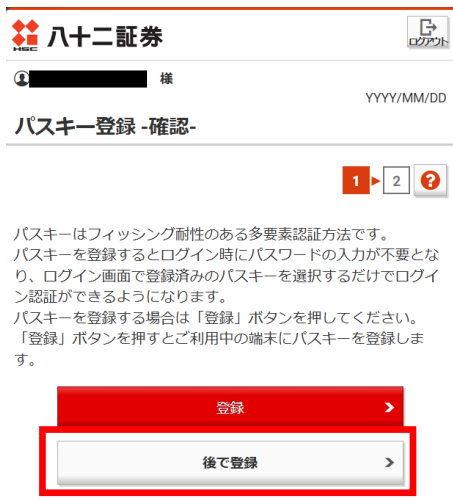 八十二証券
HSC
ログアウト
様
YYYY/MM/DD
パスキー登録 -確認-
1 ▶ 2 ?
パスキーはフィッシング耐性のある多要素認証方法です。
パスキーを登録するとログイン時にパスワードの入力が不要とな
り、ログイン画面で登録済みのパスキーを選択するだけでログイ
ン認証ができるようになります。
パスキーを登録する場合は「登録」ボタンを押してください。
「登録」ボタンを押すとご利用中の端末にパスキーを登録しま
す。
登録
後で登録